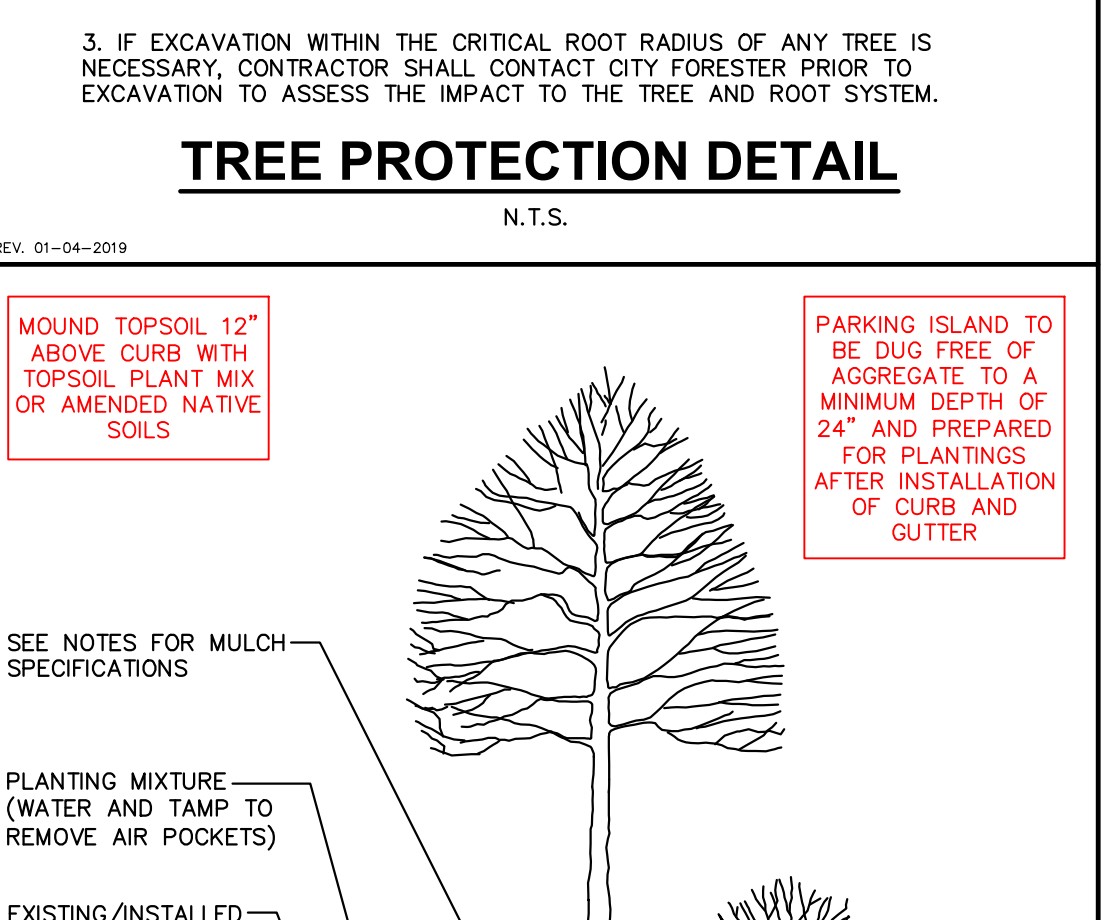 3. IF EXCAVATION WITHIN THE CRITICAL ROOT RADIUS OF ANY TREE IS
NECESSARY, CONTRACTOR SHALL CONTACT CITY FORESTER PRIOR TO
EXCAVATION TO ASSESS THE IMPACT TO THE TREE AND ROOT SYSTEM.
TREE PROTECTION DETAIL
N.T.S.
REV. 01-04-2019
MOUND TOPSOIL 12"
ABOVE CURB WITH
TOPSOIL PLANT MIX
OR AMENDED NATIVE
SOILS
PARKING ISLAND TO
BE DUG FREE OF
AGGREGATE TO A
MINIMUM DEPTH OF
24" AND PREPARED
FOR PLANTINGS
AFTER INSTALLATION
OF CURB AND
GUTTER
SEE NOTES FOR MULCH
SPECIFICATIONS
PLANTING MIXTURE
(WATER AND TAMP TO
REMOVE AIR POCKETS)
EXISTING/INSTALLED